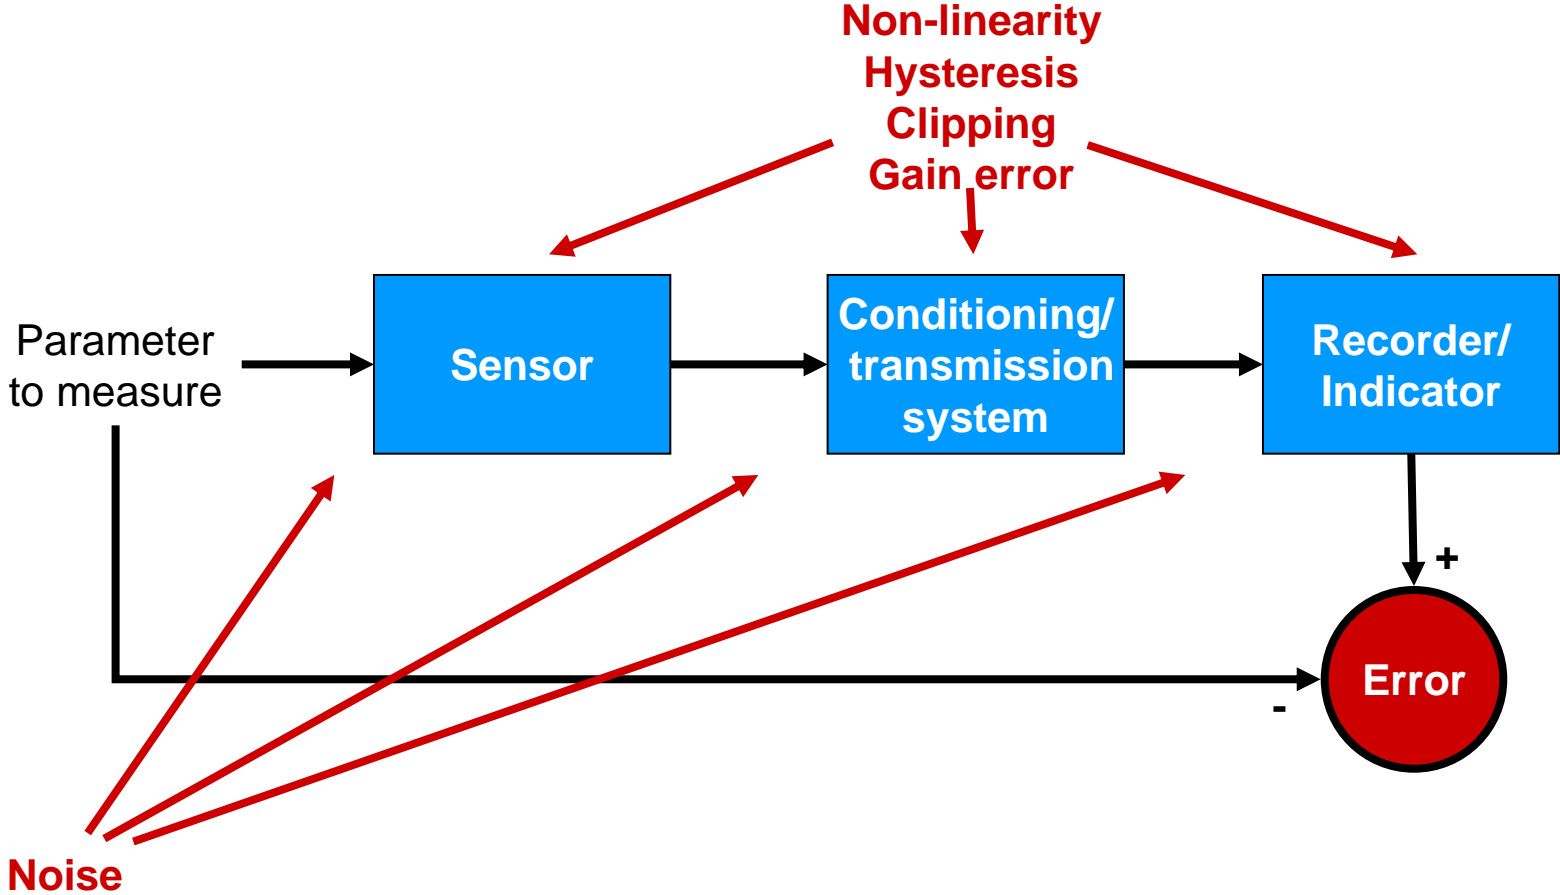 Non-linearity
Hysteresis
Clipping
Gain error
Parameter
to measure
Sensor
Conditioning/
transmission
system
Recorder/
Indicator
+
Error
-
Noise